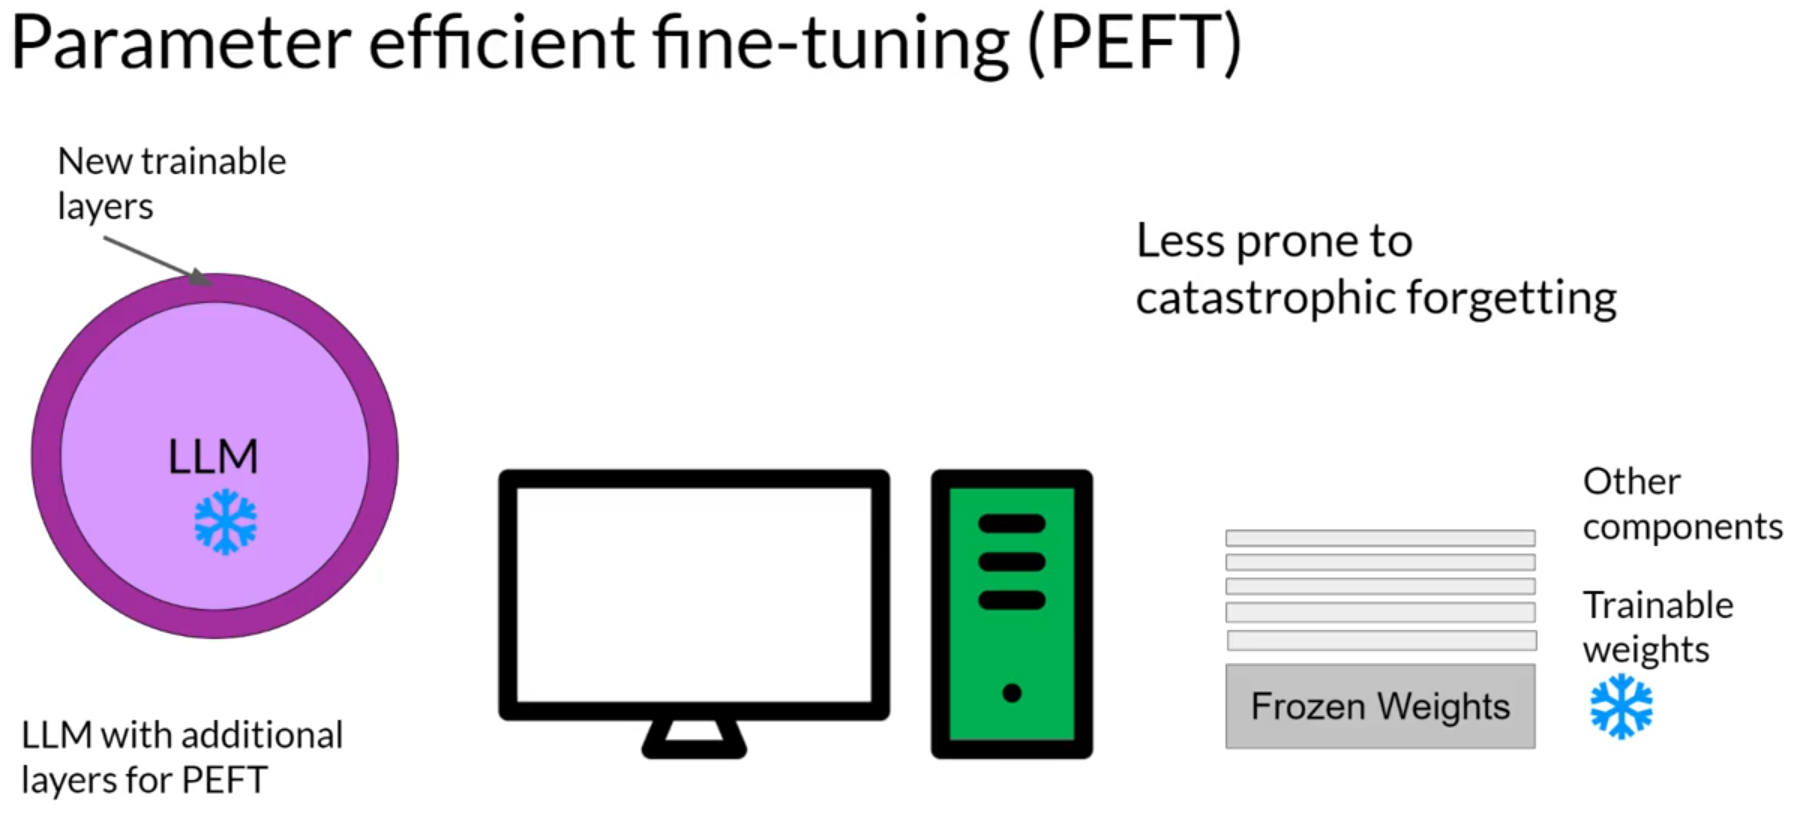 Parameter efficient fine-tuning (PEFT)
New trainable
layers
LLM
LLM with additional
layers for PEFT
Less prone to
catastrophic forgetting
Other
components
Trainable
weights
Frozen Weights